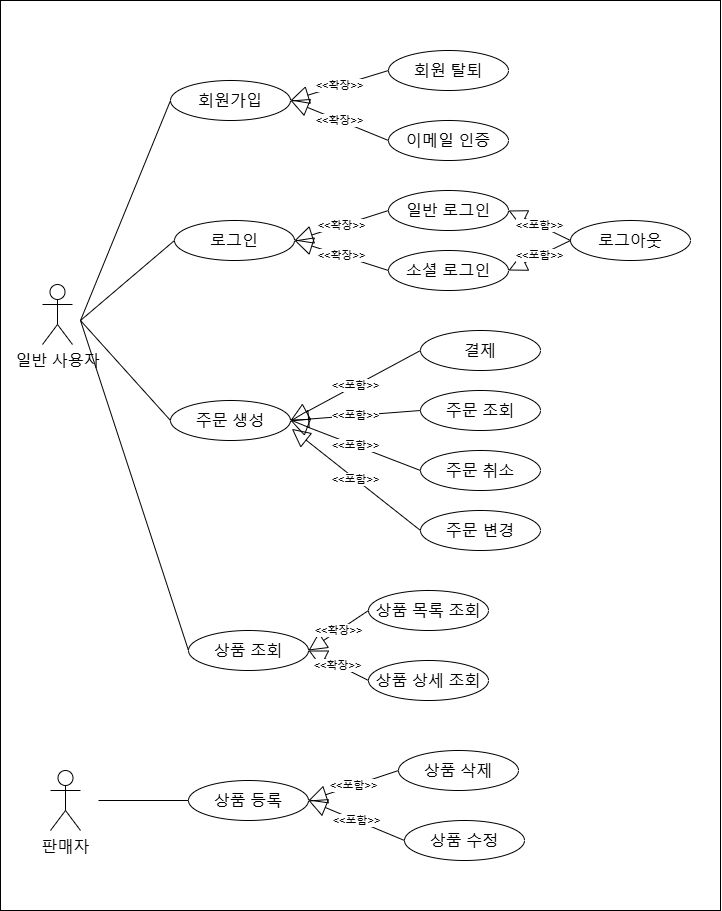 회원 탈퇴
<<확장>>
회원가입
<<확장>>
이메일 인증
일반 로그인
<<확장>>
<<포함>>
로그인
로그아웃
<<확장>>
<<포함>>
소셜 로그인
일반 사용자
결제
<<포함>>
주문 조회
<<포함>>
주문 생성
<<포함>>
주문 취소
<<포함>>
주문 변경
상품 목록 조회
<<확장>>
상품 조회
<<확장>>
상품 상세 조회
상품 삭제
<<포함>>
상품 등록
<<포함>>
상품 수정
판매자